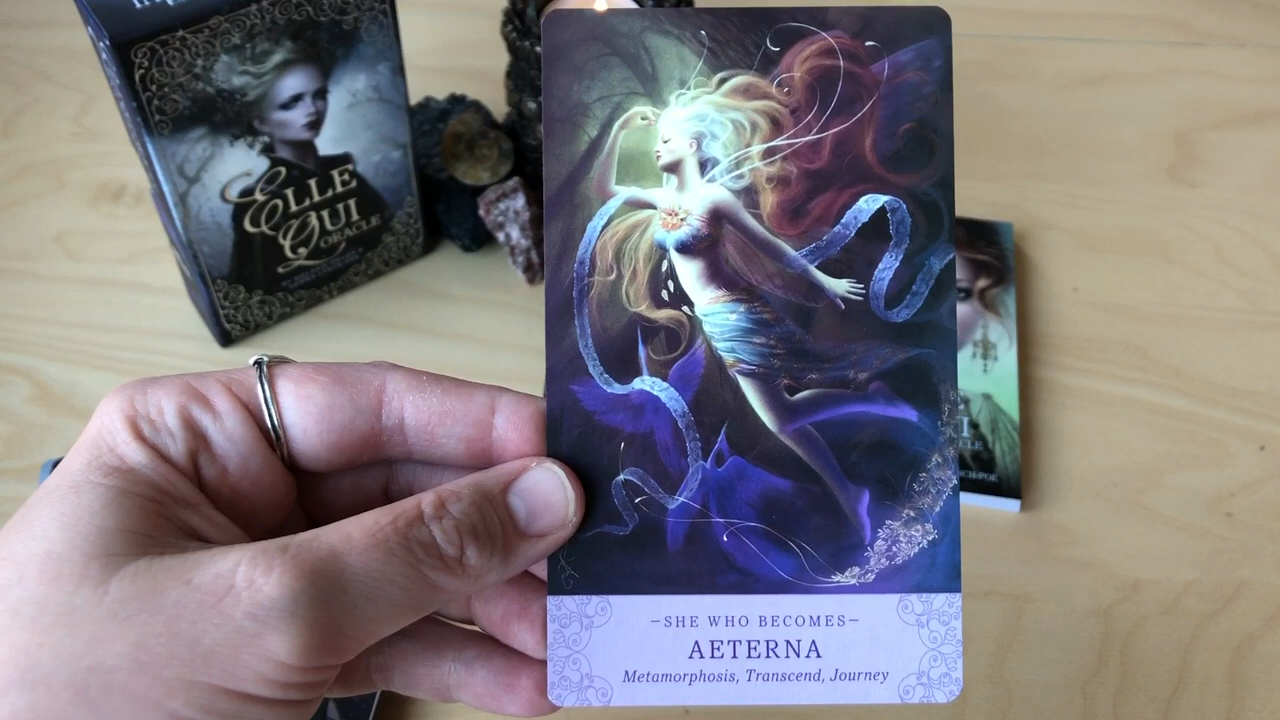 ELLE
QUI
ORACLE
—SHE WHO BECOMES—
AETERNA
Metamorphosis, Transcend, Journey